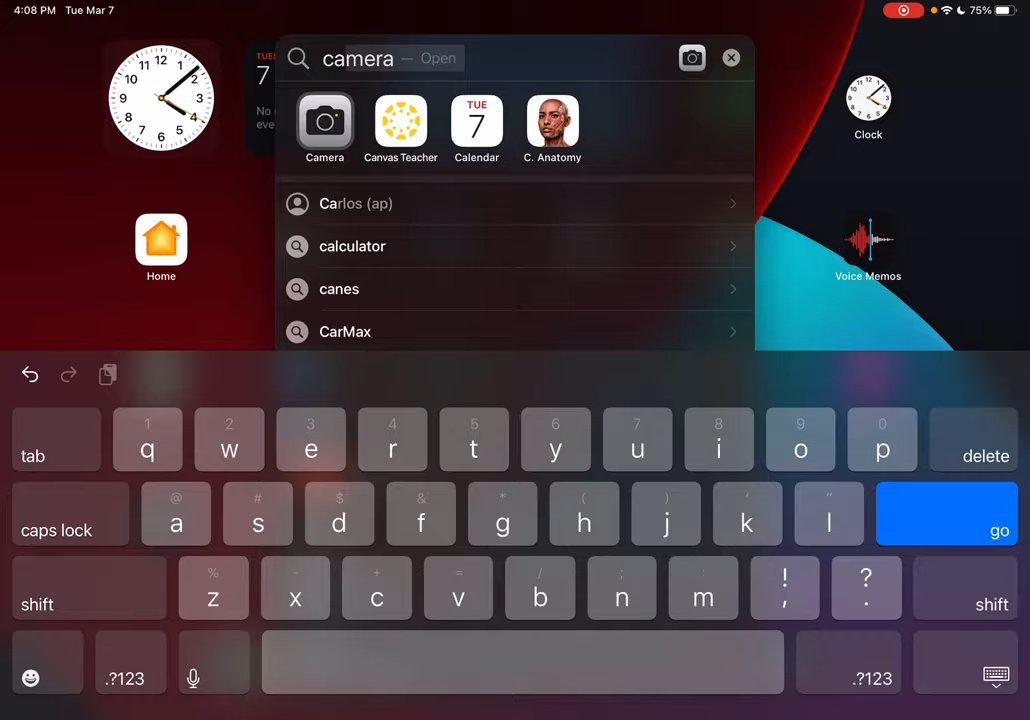 4:08 PM Tue Mar 7
75%
12
1
2
3
4
5
6
7
8
9
10
11
TUES
7
No
eve
camera — Open
TUE
7
Camera
Canvas Teacher
Calendar
C. Anatomy
Carlos (ap)
calculator
canes
CarMax
Clock
Home
Voice Memos
1 2 3 4 5 6 7 8 9 0
tab q w e r t y u i o p delete
@ # $ & * ( ) ' "
caps lock a s d f g h j k l go
% - + = / ; : ! ?
shift z x c v b n m , . shift
.?123 .?123